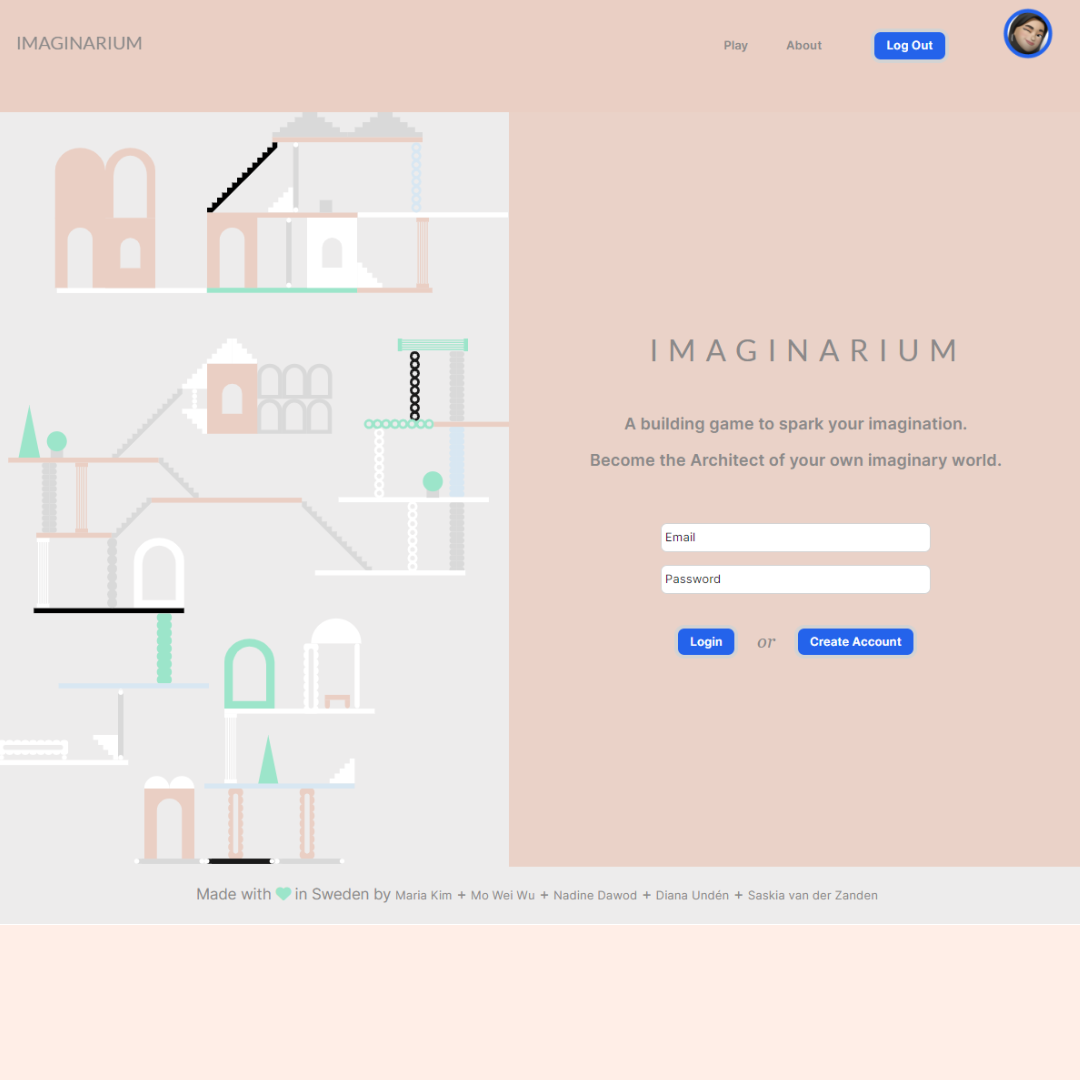 IMAGINARIUM
Play
About
Log Out
IMAGINARIUM
A building game to spark your imagination.
Become the Architect of your own imaginary world.
Email
Password
Login
or
Create Account
Made with in Sweden by Maria Kim + Mo Wei Wu + Nadine Dawod + Diana Undén + Saskia van der Zanden